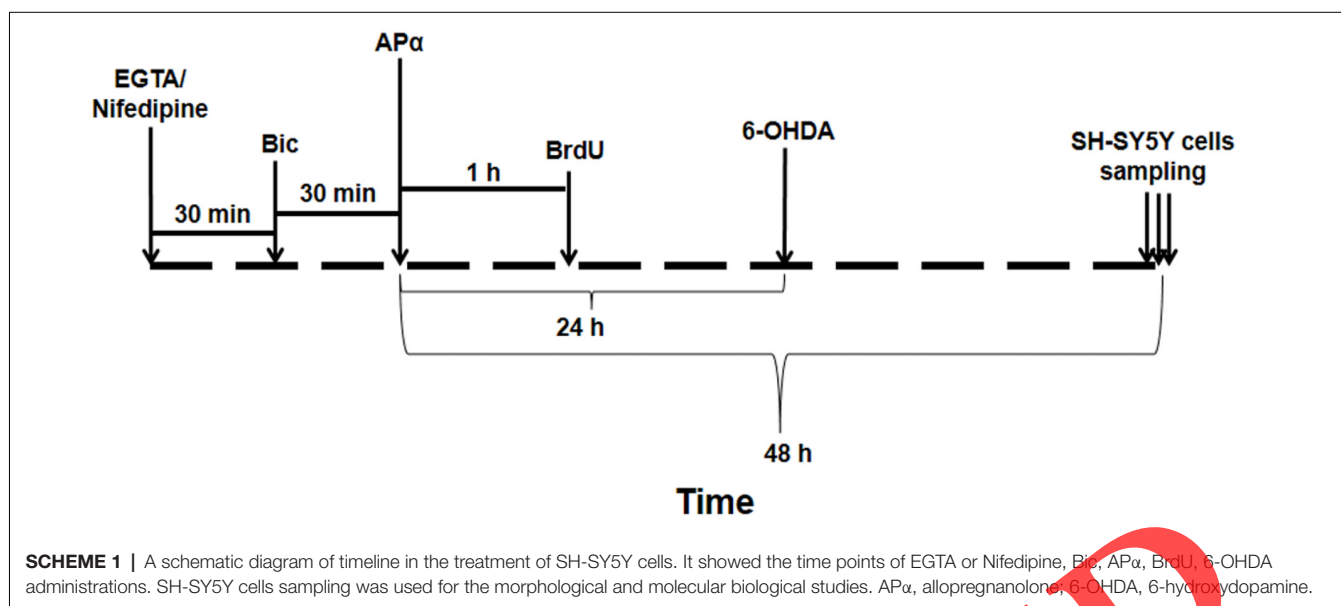 APα
EGTA/
Nifedipine
Bic
BrdU
6-OHDA
SH-SY5Y cells
sampling
30 min
30 min
1 h
24 h
48 h
Time
SCHEME 1 | A schematic diagram of timeline in the treatment of SH-SY5Y cells. It showed the time points of EGTA or Nifedipine, Bic, APα, BrdU, 6-OHDA
administrations. SH-SY5Y cells sampling was used for the morphological and molecular biological studies. APα, allopregnanolone; 6-OHDA, 6-hydroxydopamine.